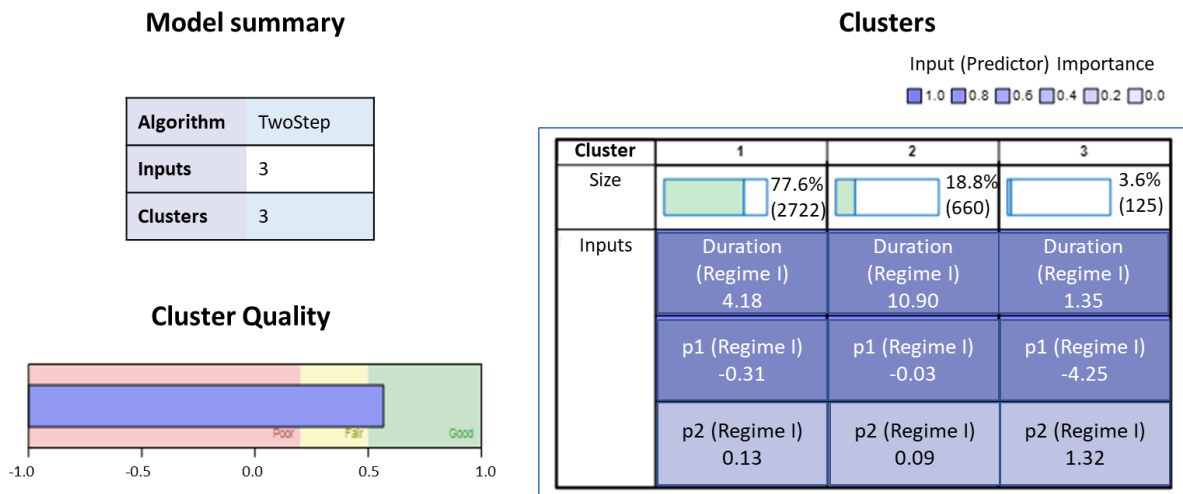 Model summary
Algorithm TwoStep
Inputs 3
Clusters 3
Cluster Quality
Poor Fair Good
-1.0 -0.5 0.0 0.5 1.0
Clusters
Input (Predictor) Importance
1.0 0.8 0.6 0.4 0.2 0.0
Cluster 1 2 3
Size 77.6% 18.8% 3.6%
(2722) (660) (125)
Inputs Duration Duration Duration
(Regime I) (Regime I) (Regime I)
4.18 10.90 1.35
p1 (Regime I) p1 (Regime I) p1 (Regime I)
-0.31 -0.03 -4.25
p2 (Regime I) p2 (Regime I) p2 (Regime I)
0.13 0.09 1.32